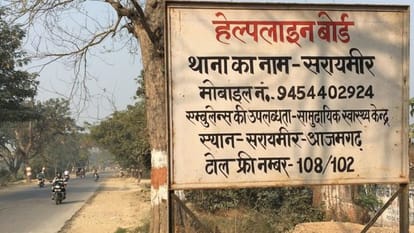 हेल्पलाइन बोर्ड
थाना का नाम-सरायमीर
मोबाइल नं. 9454402924
एम्बुलेन्स की उपलब्धता-सामुदायिक स्वास्थ्य केन्द्र
स्थान-सरायमीर-आजमगढ़
टोल फ्री नम्बर-108/102